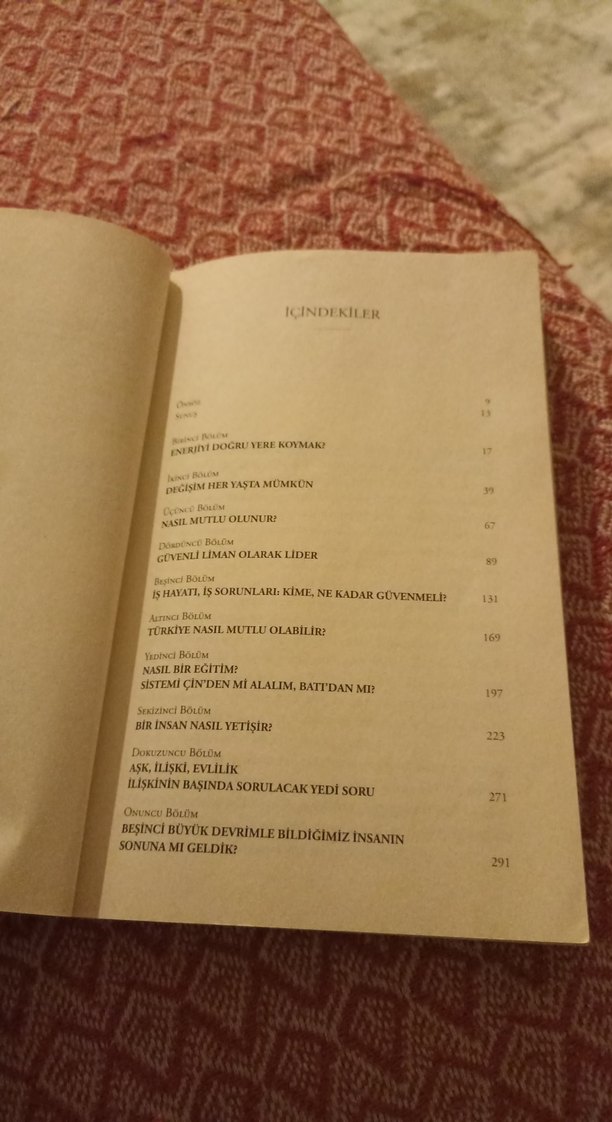 İÇİNDEKİLER
Önsöz 9
Sunuş 13
Birinci Bölüm
ENERJİYİ DOĞRU YERE KOYMAK? 17
İkinci Bölüm
DEĞİŞİM HER YAŞTA MÜMKÜN 39
Üçüncü Bölüm
NASIL MUTLU OLUNUR? 67
Dördüncü Bölüm
GÜVENLİ LİMAN OLARAK LİDER 89
Beşinci Bölüm
İŞ HAYATI, İŞ SORUNLARI: KİME, NE KADAR GÜVENMELİ? 131
Altıncı Bölüm
TÜRKİYE NASIL MUTLU OLABİLİR? 169
Yedinci Bölüm
NASIL BİR EĞİTİM?
SİSTEMİ ÇİN'DEN Mİ ALALIM, BATI'DAN MI? 197
Sekizinci Bölüm
BİR İNSAN NASIL YETİŞİR? 223
Dokuzuncu Bölüm
AŞK, İLİŞKİ, EVLİLİK
İLİŞKİNİN BAŞINDA SORULACAK YEDİ SORU 271
Onuncu Bölüm
BEŞİNCİ BÜYÜK DEVRİMLE BİLDİĞİMİZ İNSANIN
SONUNA MI GELDİK? 291